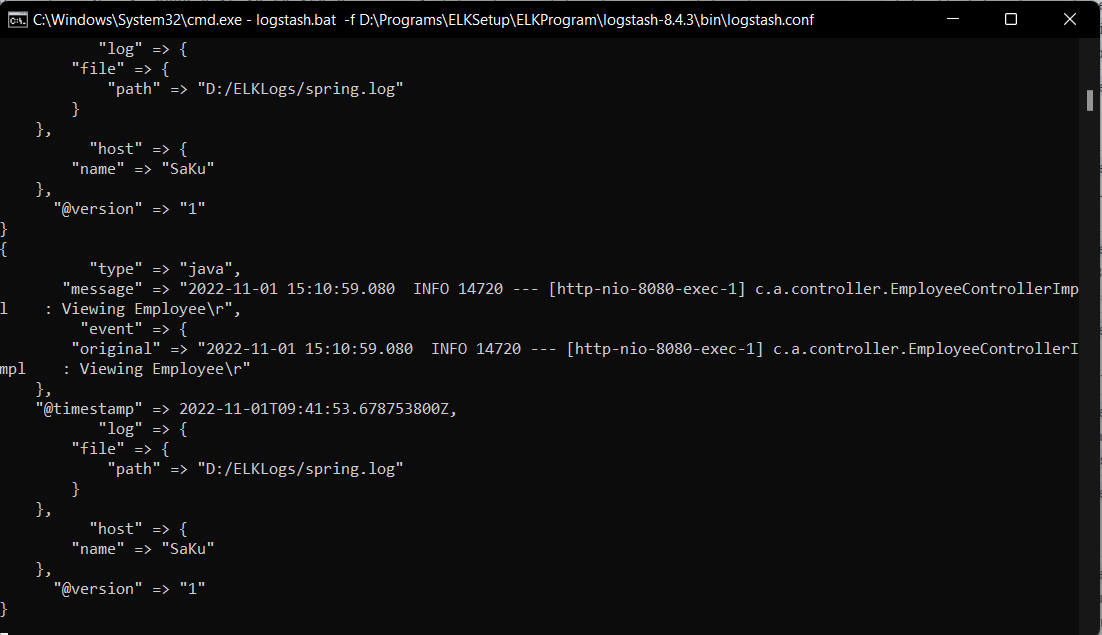 C:\Windows\System32\cmd.exe - logstash.bat  -f D:\Programs\ELKSetup\ELKProgram\logstash-8.4.3\bin\logstash.conf
"log" => {
"file" => {
"path" => "D:/ELKLogs/spring.log"
}
},
"host" => {
"name" => "SaKu"
},
"@version" => "1"
}
{
"type" => "java",
"message" => "2022-11-01 15:10:59.080  INFO 14720 --- [http-nio-8080-exec-1] c.a.controller.EmployeeControllerImp
l    : Viewing Employee\r",
"event" => {
"original" => "2022-11-01 15:10:59.080  INFO 14720 --- [http-nio-8080-exec-1] c.a.controller.EmployeeControllerI
mpl    : Viewing Employee\r"
},
"@timestamp" => 2022-11-01T09:41:53.678753800Z,
"log" => {
"file" => {
"path" => "D:/ELKLogs/spring.log"
}
},
"host" => {
"name" => "SaKu"
},
"@version" => "1"
}